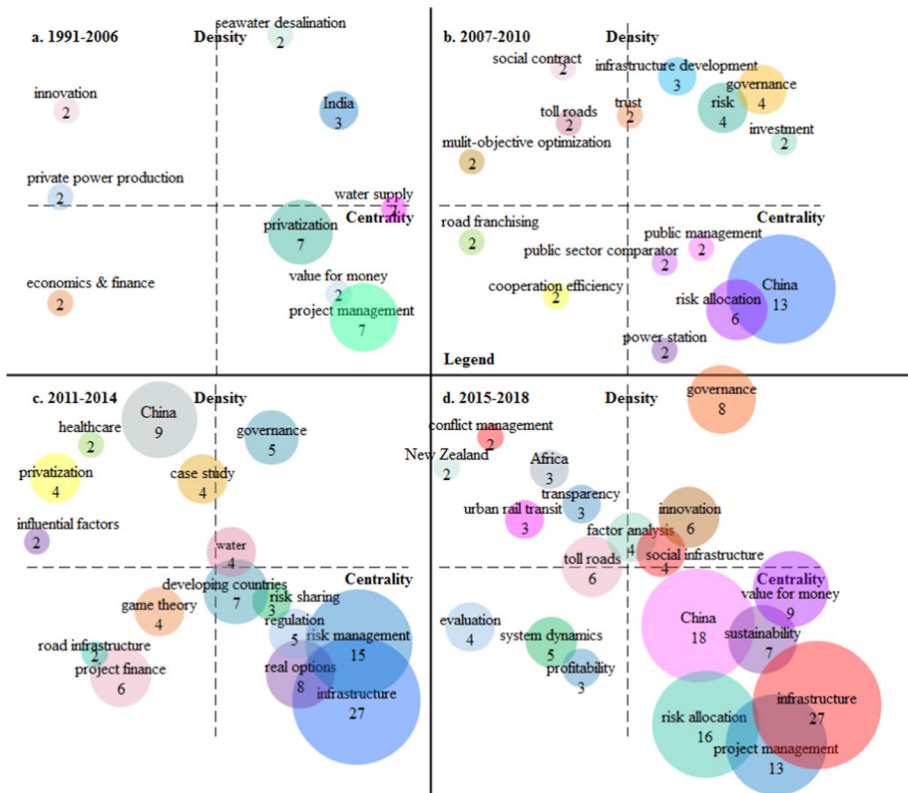 a. 1991-2006
Density
seawater desalination
2
innovation
2
India
3
private power production
2
water supply
2
Centrality
privatization
7
economics & finance
2
value for money
2
project management
7
b. 2007-2010
Density
social contract
2
infrastructure development
3
governance
4
risk
4
toll roads
2
trust
2
investment
2
mulit-objective optimization
2
Centrality
road franchising
2
public management
2
public sector comparator
2
China
13
cooperation efficiency
2
risk allocation
6
power station
2
Legend
c. 2011-2014
Density
China
9
healthcare
2
governance
5
privatization
4
case study
4
influential factors
2
water
4
Centrality
developing countries
7
risk sharing
3
game theory
4
regulation
5
risk management
15
road infrastructure
2
project finance
6
real options
8
infrastructure
27
d. 2015-2018
Density
governance
8
conflict management
2
New Zealand
2
Africa
3
transparency
3
urban rail transit
3
innovation
6
factor analysis
4
toll roads
6
social infrastructure
4
Centrality
value for money
9
China
18
sustainability
7
evaluation
4
system dynamics
5
profitability
3
infrastructure
27
risk allocation
16
project management
13